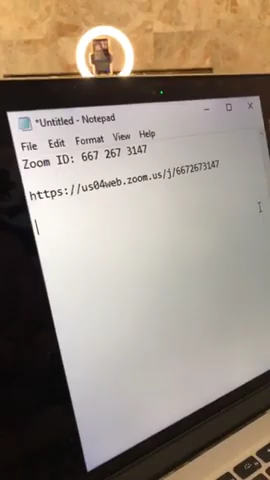 *Untitled - Notepad
File Edit Format View Help
Zoom ID: 667 267 3147
https://us04web.zoom.us/j/6672673147